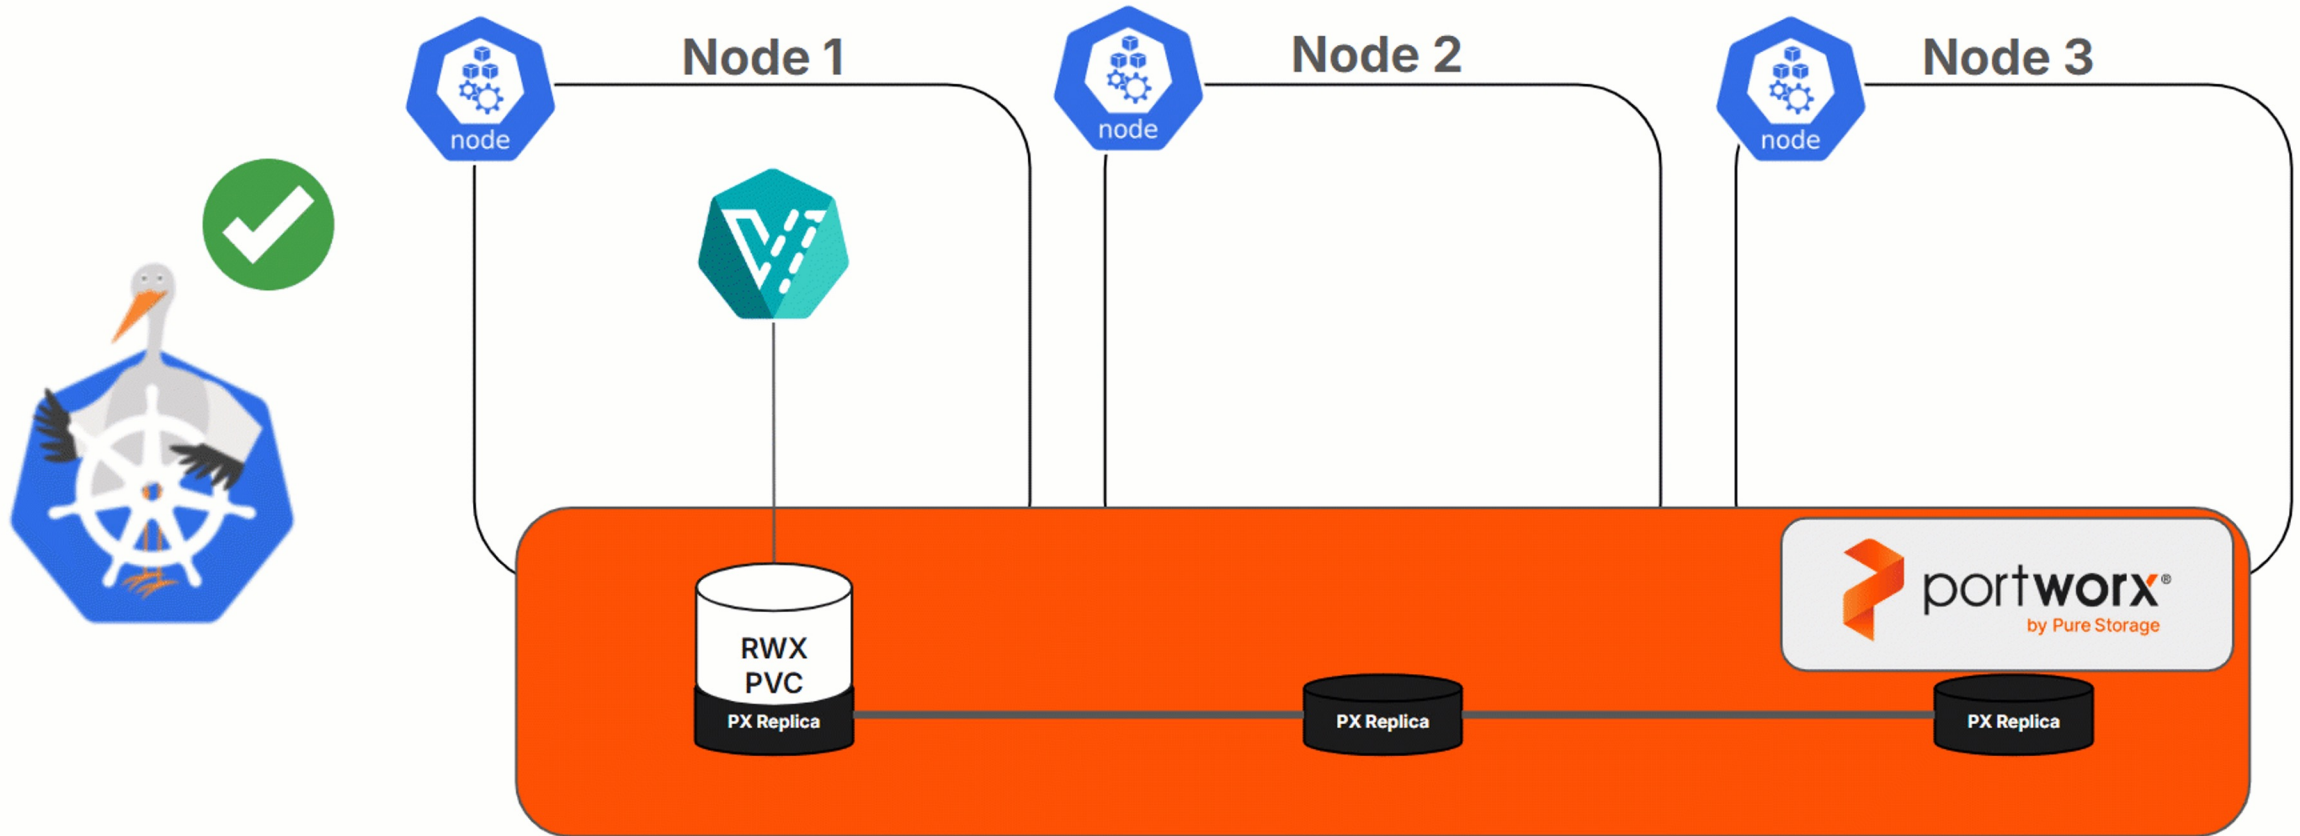 Node 1
Node 2
Node 3
node
node
node
RWX
PVC
PX Replica
PX Replica
PX Replica
portworx®
by Pure Storage